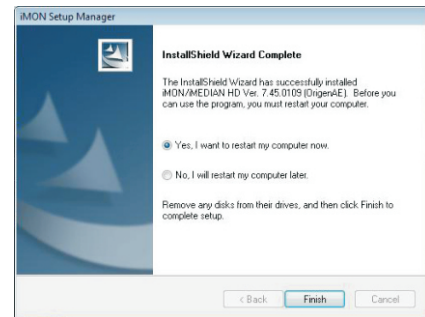 iMON Setup Manager
InstallShield Wizard Complete
The InstallShield Wizard has successfully installed
iMON/iMEDIAN HD Ver. 7.45.0109 (OrigenAE). Before you
can use the program, you must restart your computer.
Yes, I want to restart my computer now.
No, I will restart my computer later.
Remove any disks from their drives, and then click Finish to
complete setup.
< Back Finish Cancel